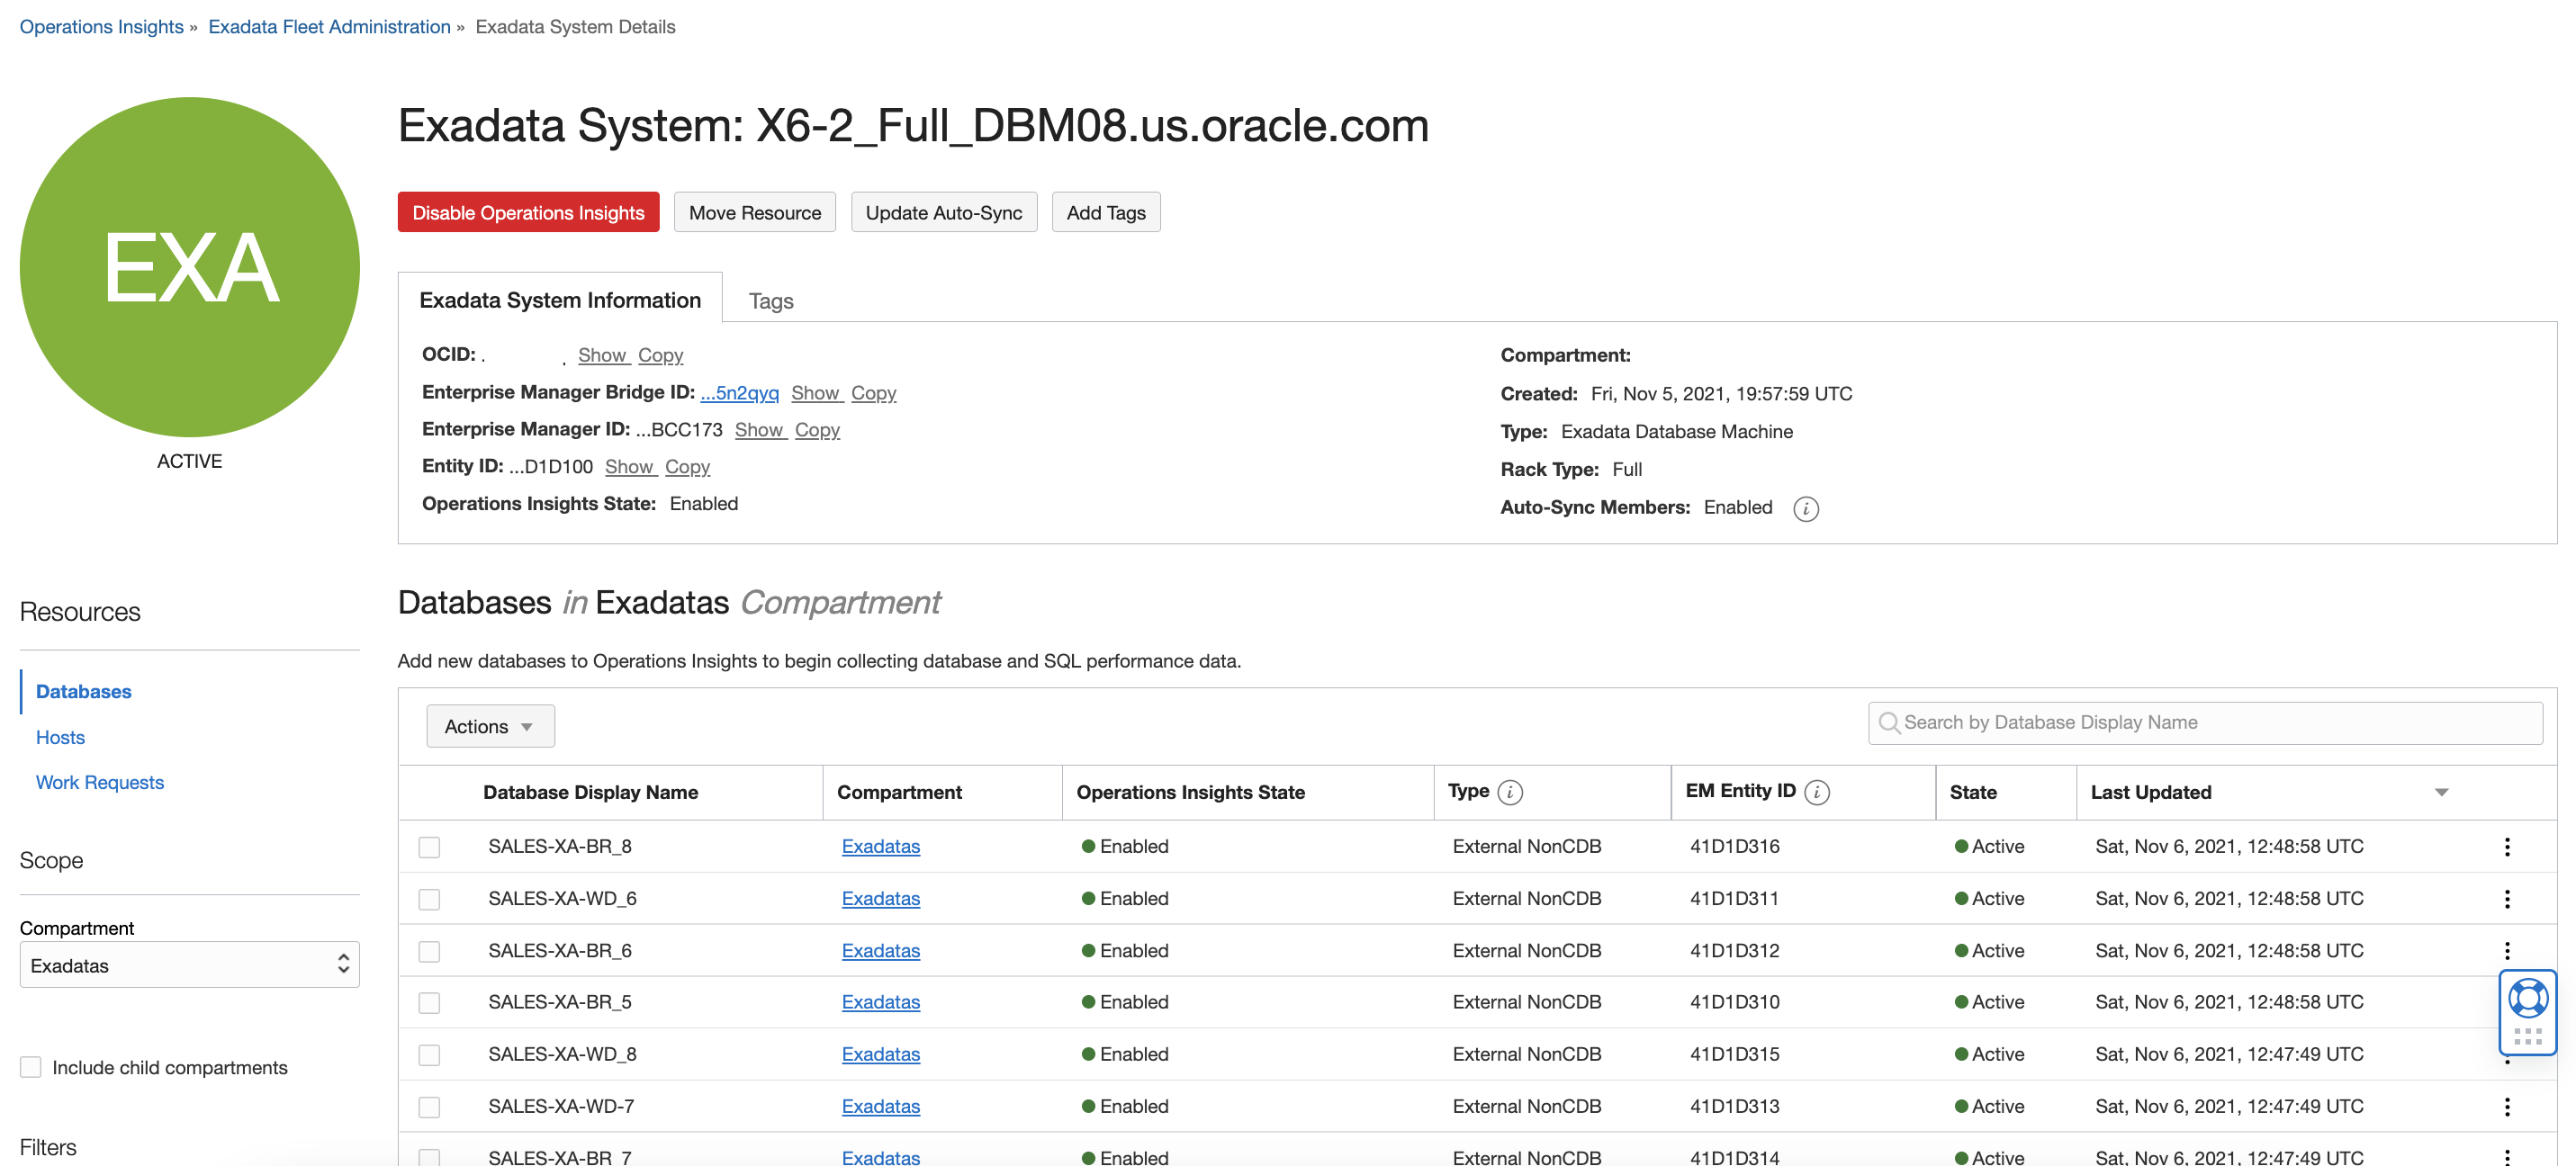 Operations Insights » Exadata Fleet Administration » Exadata System Details
EXA
ACTIVE
Exadata System: X6-2_Full_DBM08.us.oracle.com
Disable Operations Insights Move Resource Update Auto-Sync Add Tags
Exadata System Information Tags
OCID: . . Show Copy
Enterprise Manager Bridge ID: ...5n2qyq Show Copy
Enterprise Manager ID: ...BCC173 Show Copy
Entity ID: ...D1D100 Show Copy
Operations Insights State: Enabled
Compartment:
Created: Fri, Nov 5, 2021, 19:57:59 UTC
Type: Exadata Database Machine
Rack Type: Full
Auto-Sync Members: Enabled i
Resources
Databases
Hosts
Work Requests
Scope
Compartment
Exadatas
Include child compartments
Filters
Databases in Exadatas Compartment
Add new databases to Operations Insights to begin collecting database and SQL performance data.
Actions
Search by Database Display Name
Database Display Name Compartment Operations Insights State Type i EM Entity ID i State Last Updated
SALES-XA-BR_8 Exadatas Enabled External NonCDB 41D1D316 Active Sat, Nov 6, 2021, 12:48:58 UTC
SALES-XA-WD_6 Exadatas Enabled External NonCDB 41D1D311 Active Sat, Nov 6, 2021, 12:48:58 UTC
SALES-XA-BR_6 Exadatas Enabled External NonCDB 41D1D312 Active Sat, Nov 6, 2021, 12:48:58 UTC
SALES-XA-BR_5 Exadatas Enabled External NonCDB 41D1D310 Active Sat, Nov 6, 2021, 12:48:58 UTC
SALES-XA-WD_8 Exadatas Enabled External NonCDB 41D1D315 Active Sat, Nov 6, 2021, 12:47:49 UTC
SALES-XA-WD-7 Exadatas Enabled External NonCDB 41D1D313 Active Sat, Nov 6, 2021, 12:47:49 UTC
SALES-XA-BR_7 Exadatas Enabled External NonCDB 41D1D314 Active Sat, Nov 6, 2021, 12:47:49 UTC